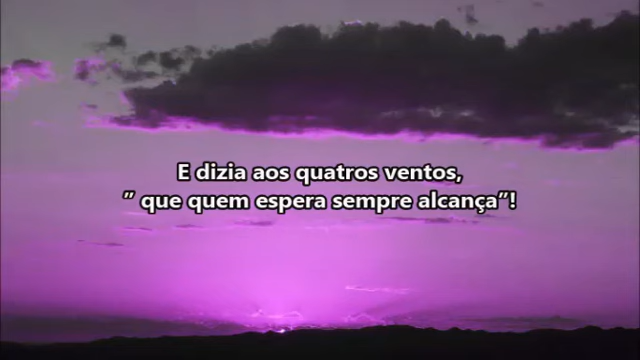 E dizia aos quatros ventos,
” que quem espera sempre alcança”!